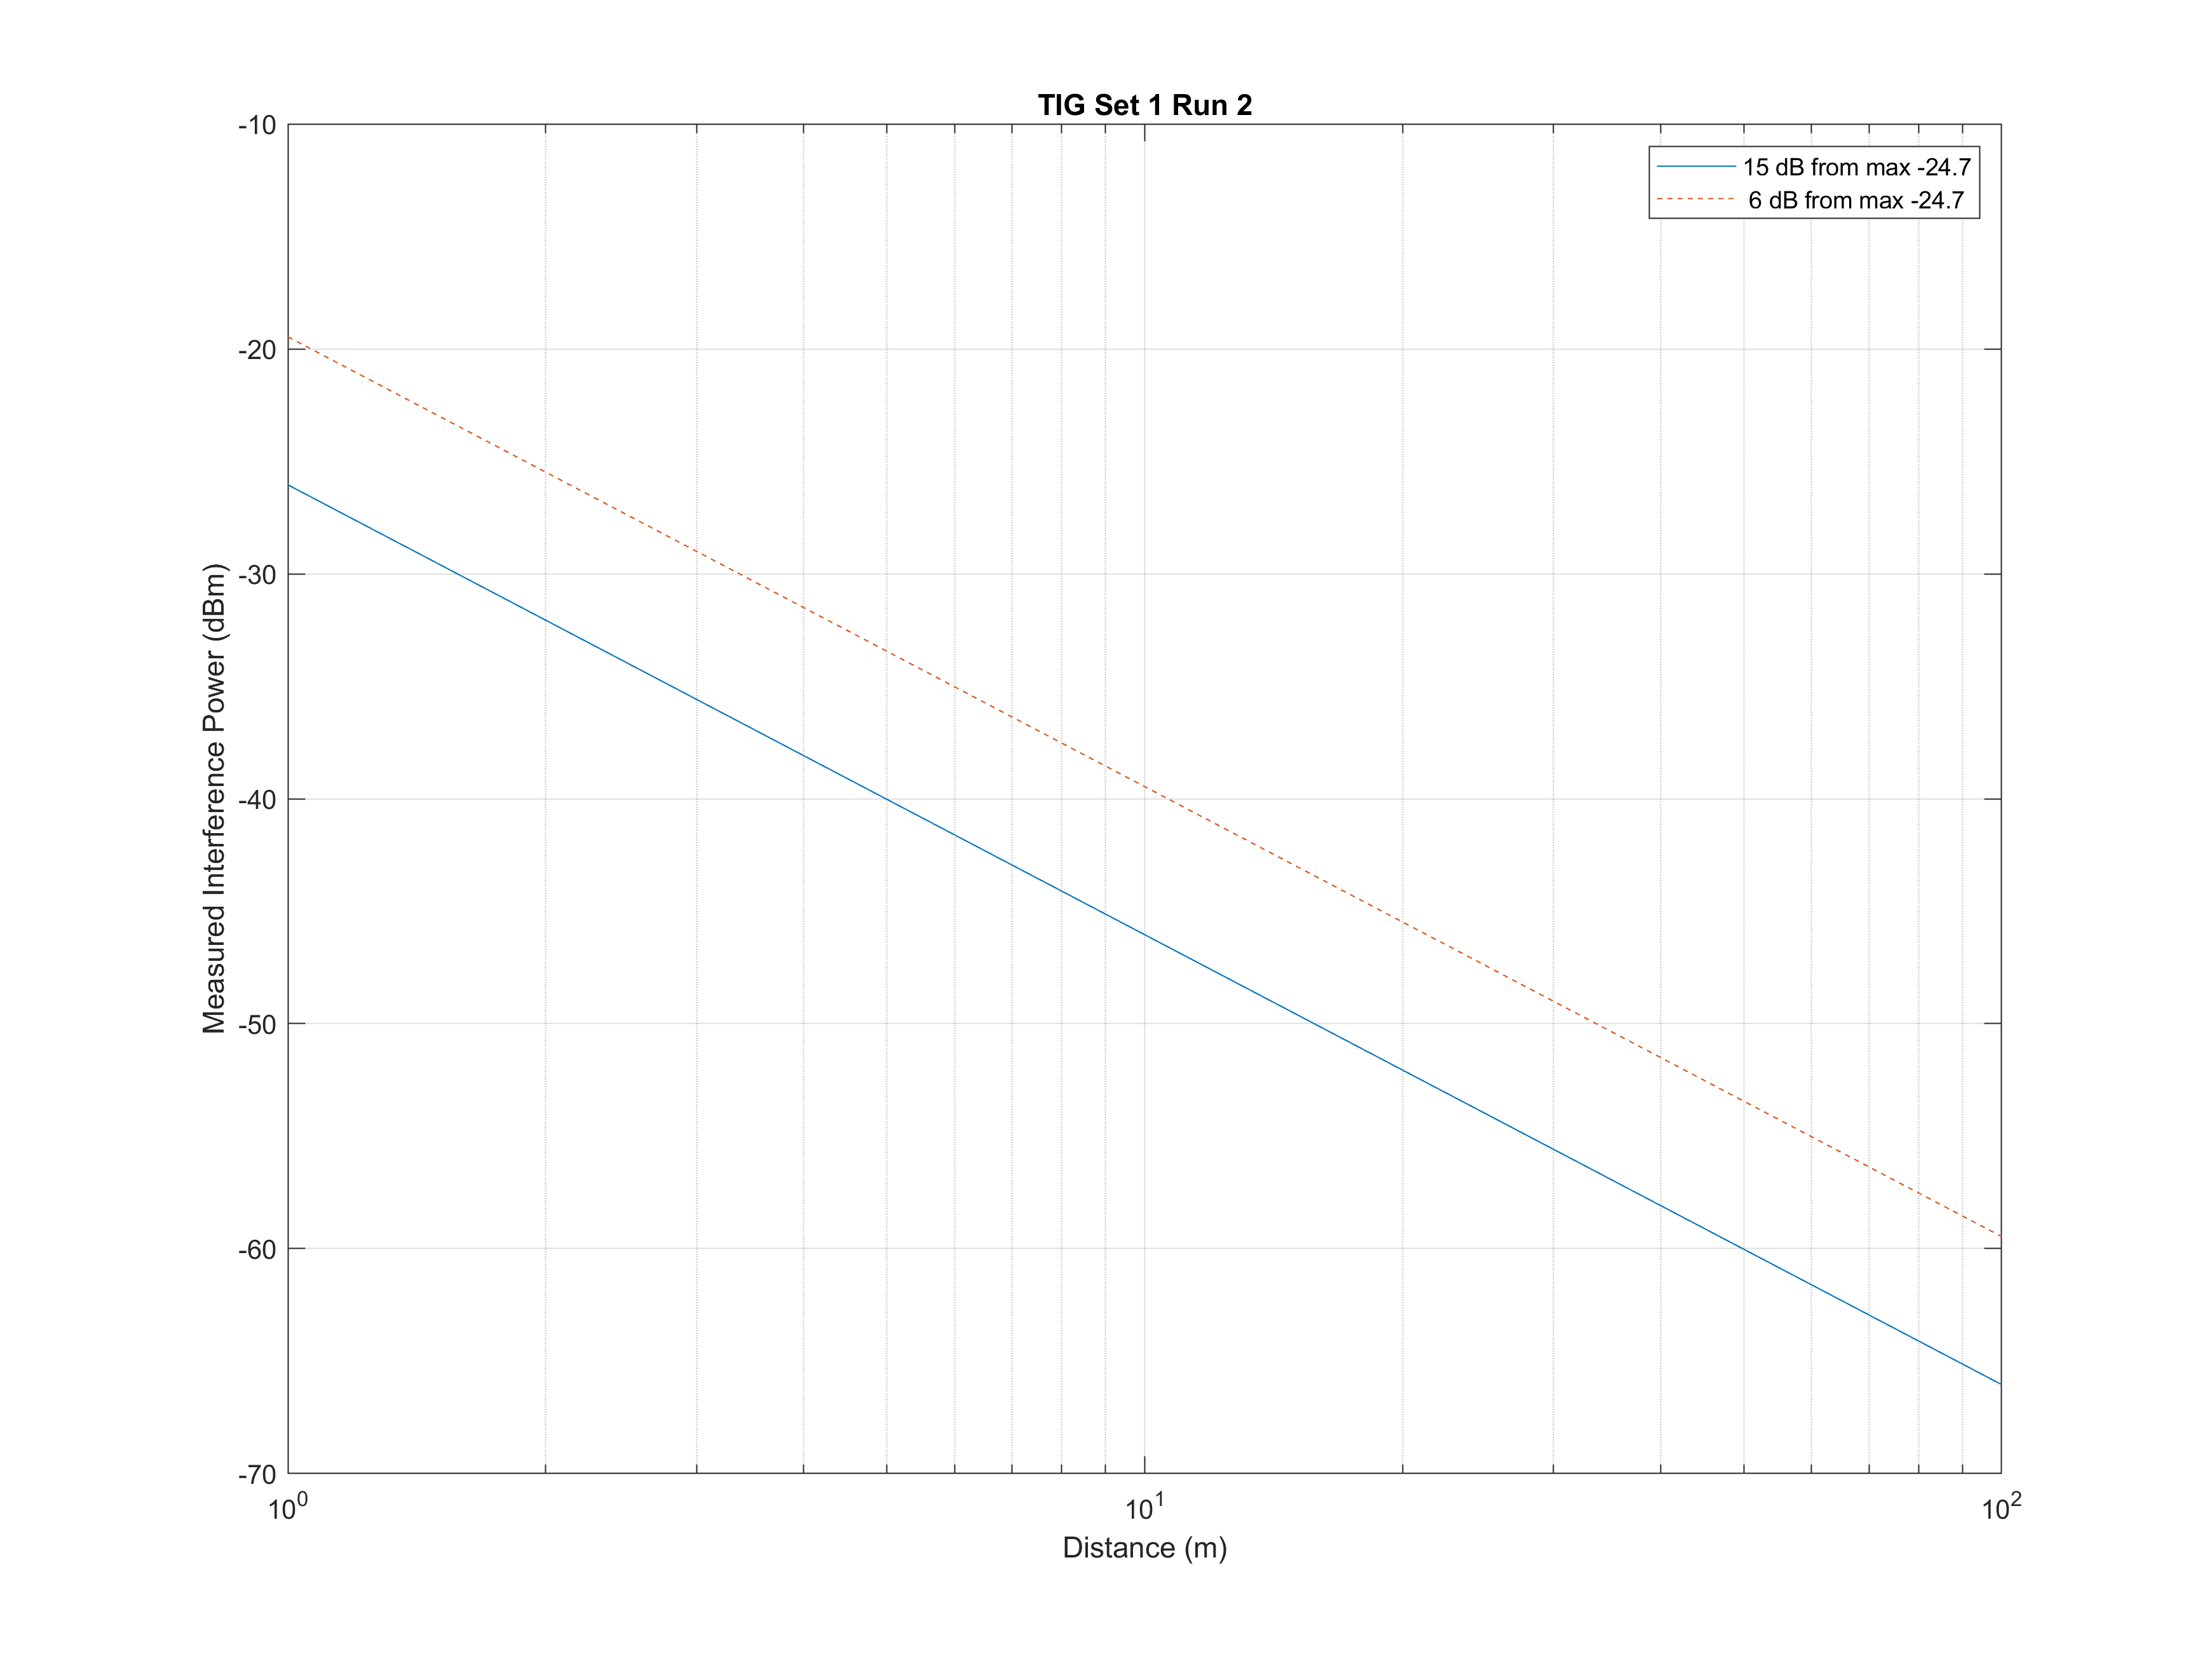 TIG Set 1 Run 2
-10
15 dB from max -24.7
6 dB from max -24.7
-20
-30
-40
-50
-60
-70
Measured Interference Power (dBm)
10^0
10^1
10^2
Distance (m)